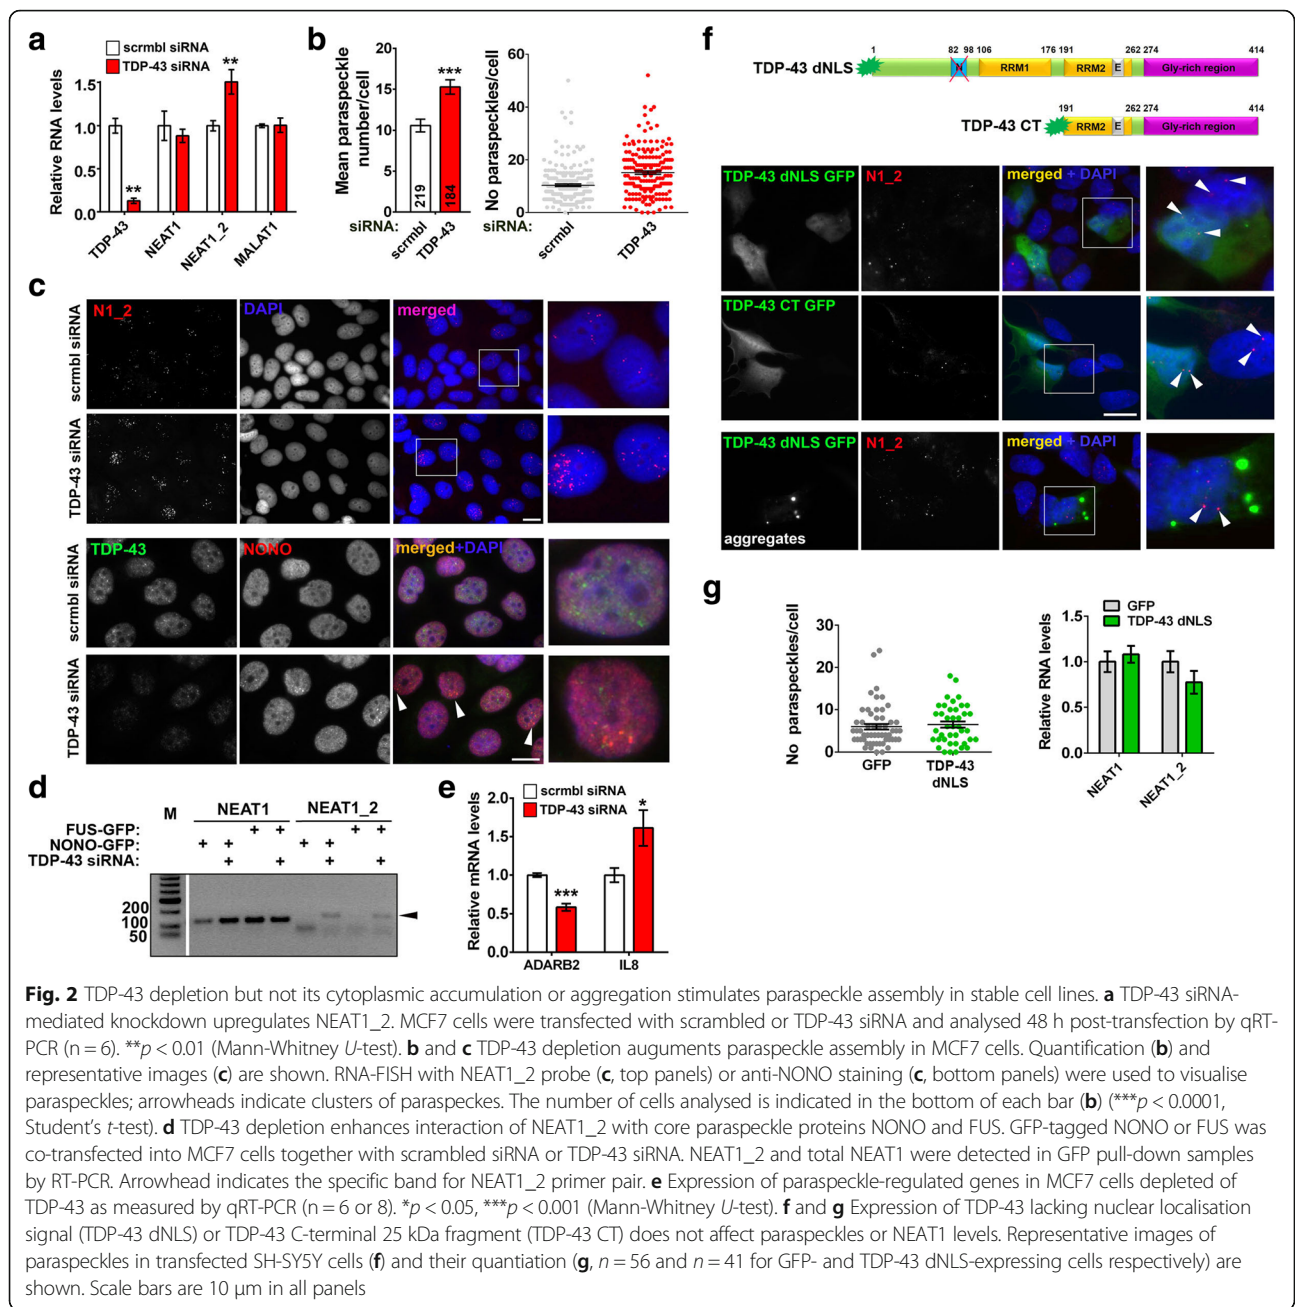 a
scrmbl siRNA
TDP-43 siRNA
Relative RNA levels
1.5
1.0
0.5
0.0
**
**
TDP-43
NEAT1
NEAT1_2
MALAT1
b
Mean paraspeckle
number/cell
20
15
10
5
0
***
219
184
siRNA:
scrmbl
TDP-43
No paraspeckles/cell
60
40
20
0
siRNA:
scrmbl
TDP-43
c
scrmbl siRNA
N1_2
DAPI
merged
TDP-43 siRNA
scrmbl siRNA
TDP-43
NONO
merged+DAPI
TDP-43 siRNA
d
M
NEAT1
NEAT1_2
FUS-GFP:
+ + + +
NONO-GFP:
+ + + +
TDP-43 siRNA:
+ + + +
200
100
50
e
scrmbl siRNA
TDP-43 siRNA
Relative mRNA levels
1.5
1.0
0.5
0.0
***
*
ADARB2
IL8
f
1 82 98 106 176 191 262 274 414
TDP-43 dNLS
N
RRM1
RRM2
E
Gly-rich region
191 262 274 414
TDP-43 CT
RRM2
E
Gly-rich region
TDP-43 dNLS GFP
N1_2
merged + DAPI
TDP-43 CT GFP
TDP-43 dNLS GFP
N1_2
merged + DAPI
aggregates
g
No paraspeckles/cell
30
20
10
0
GFP
TDP-43
dNLS
GFP
TDP-43 dNLS
Relative RNA levels
1.5
1.0
0.5
0.0
NEAT1
NEAT1_2
Fig. 2 TDP-43 depletion but not its cytoplasmic accumulation or aggregation stimulates paraspeckle assembly in stable cell lines. a TDP-43 siRNA-
mediated knockdown upregulates NEAT1_2. MCF7 cells were transfected with scrambled or TDP-43 siRNA and analysed 48 h post-transfection by qRT-
PCR (n = 6). **p < 0.01 (Mann-Whitney U-test). b and c TDP-43 depletion auguments paraspeckle assembly in MCF7 cells. Quantification (b) and
representative images (c) are shown. RNA-FISH with NEAT1_2 probe (c, top panels) or anti-NONO staining (c, bottom panels) were used to visualise
paraspeckles; arrowheads indicate clusters of paraspeckes. The number of cells analysed is indicated in the bottom of each bar (b) (***p < 0.0001,
Student's t-test). d TDP-43 depletion enhances interaction of NEAT1_2 with core paraspeckle proteins NONO and FUS. GFP-tagged NONO or FUS was
co-transfected into MCF7 cells together with scrambled siRNA or TDP-43 siRNA. NEAT1_2 and total NEAT1 were detected in GFP pull-down samples
by RT-PCR. Arrowhead indicates the specific band for NEAT1_2 primer pair. e Expression of paraspeckle-regulated genes in MCF7 cells depleted of
TDP-43 as measured by qRT-PCR (n = 6 or 8). *p < 0.05, ***p < 0.001 (Mann-Whitney U-test). f and g Expression of TDP-43 lacking nuclear localisation
signal (TDP-43 dNLS) or TDP-43 C-terminal 25 kDa fragment (TDP-43 CT) does not affect paraspeckles or NEAT1 levels. Representative images of
paraspeckles in transfected SH-SY5Y cells (f) and their quantiation (g, n = 56 and n = 41 for GFP- and TDP-43 dNLS-expressing cells respectively) are
shown. Scale bars are 10 μm in all panels